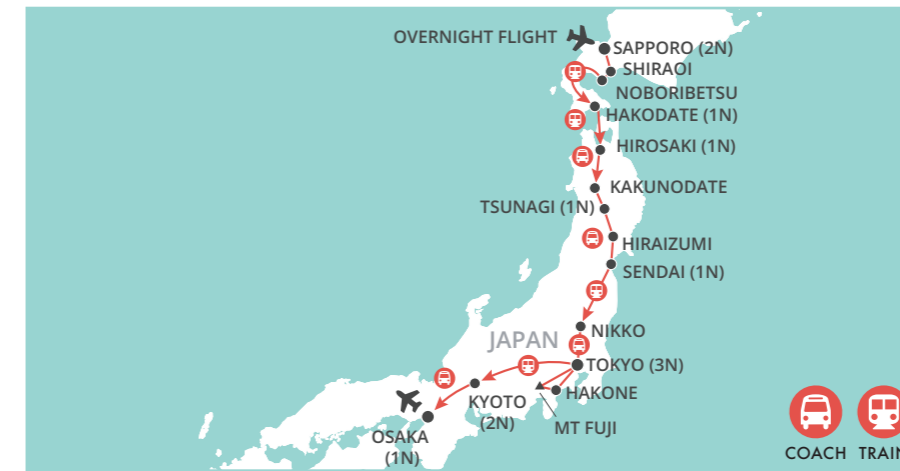 OVERNIGHT FLIGHT
SAPPORO (2N)
SHIRAOI
NOBORIBETSU
HAKODATE (1N)
HIROSAKI (1N)
KAKUNODATE
TSUNAGI (1N)
HIRAIZUMI
SENDAI (1N)
NIKKO
JAPAN
TOKYO (3N)
HAKONE
KYOTO
(2N)
MT FUJI
OSAKA
(1N)
COACH
TRAIN